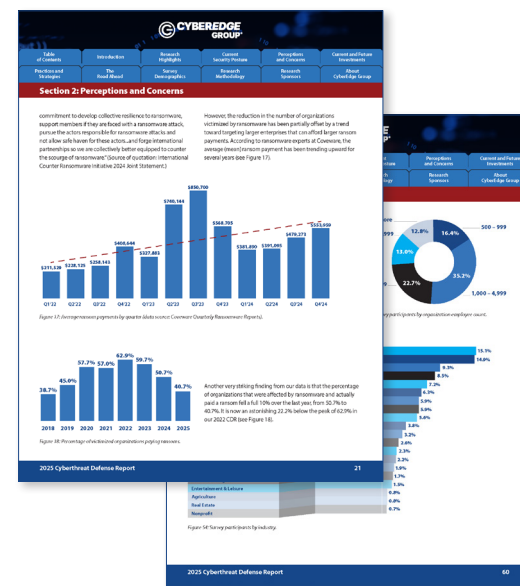 CYBEREDGE
GROUP
Table
of Contents
Introduction
Research
Highlights
Current
Security Posture
Perceptions
and Concerns
Current and Future
Investments
Practices and
Strategies
The
Road Ahead
Survey
Demographics
Research
Methodology
Research
Sponsors
About
CyberEdge Group
Section 2: Perceptions and Concerns
commitment to develop collective resilience to ransomware,
support members if they are faced with a ransomware attack,
pursue the actors responsible for ransomware attacks and
not allow safe haven for these actors...and forge international
partnerships so we are collectively better equipped to counter
the scourge of ransomware." (Source of quotation: International
Counter Ransomware Initiative 2024 Joint Statement.)
However, the reduction in the number of organizations
victimized by ransomware has been partially offset by a trend
toward targeting larger enterprises that can afford larger ransom
payments. According to ransomware experts at Coveware, the
average (mean) ransom payment has been trending upward for
several years (see Figure 17).
$211,529
$228,125
$258,143
$408,644
$327,883
$740,144
$850,700
$568,705
$381,980
$391,095
$479,273
$553,959
Q1'22
Q2'22
Q3'22
Q4'22
Q1'23
Q2'23
Q3'23
Q4'23
Q1'24
Q2'24
Q3'24
Q4'24
Figure 17: Average ransom payments by quarter (data source: Coveware Quarterly Ransomware Reports).
38.7%
45.0%
57.7%
57.0%
62.9%
59.7%
50.7%
40.7%
2018
2019
2020
2021
2022
2023
2024
2025
Figure 18: Percentage of victimized organizations paying ransoms.
Another very striking finding from our data is that the percentage
of organizations that were affected by ransomware and actually
paid a ransom fell a full 10% over the last year, from 50.7% to
40.7%. It is now an astonishing 22.2% below the peak of 62.9% in
our 2022 CDR (see Figure 18).
2025 Cyberthreat Defense Report
21
Perceptions
and Concerns
Current and Future
Investments
Research
Sponsors
About
CyberEdge Group
12.8%
16.4%
500 – 999
13.0%
22.7%
35.2%
1,000 – 4,999
participants by organization employee count.
15.1%
14.0%
9.3%
8.5%
7.2%
6.3%
5.9%
5.8%
5.6%
3.8%
3.2%
2.6%
2.3%
2.2%
1.9%
1.7%
Entertainment & Leisure
1.5%
Agriculture
0.8%
Real Estate
0.8%
Nonprofit
0.7%
Figure 54: Survey participants by industry.
2025 Cyberthreat Defense Report
60